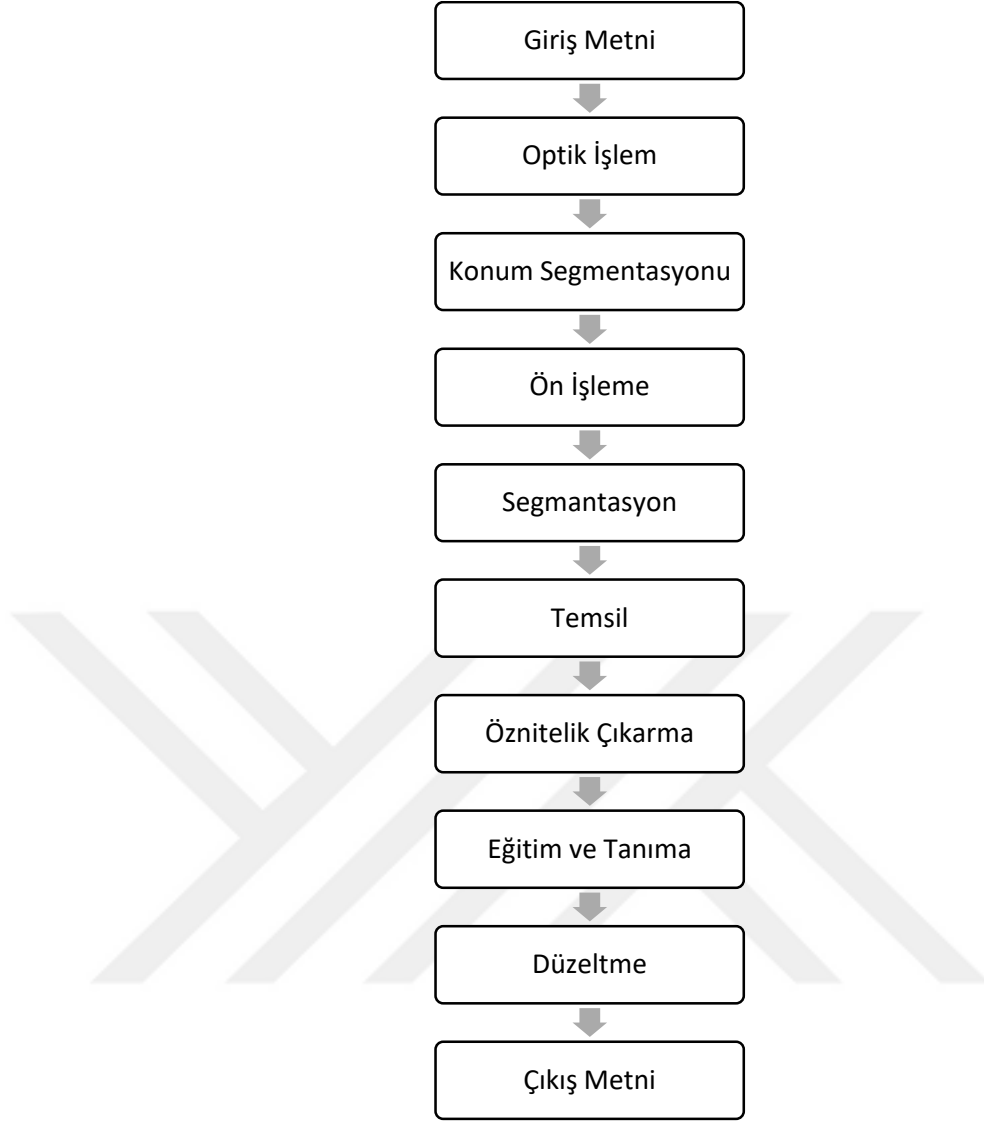 Giriş Metni
Optik İşlem
Konum Segmentasyonu
Ön İşleme
Segmantasyon
Temsil
Öznitelik Çıkarma
Eğitim ve Tanıma
Düzeltme
Çıkış Metni